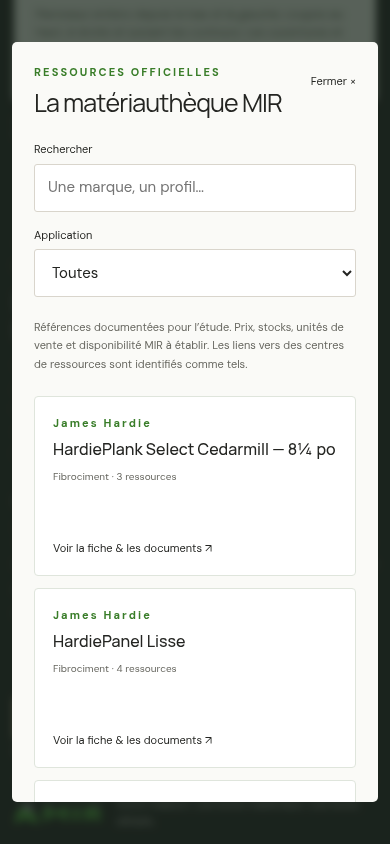 RESSOURCES OFFICIELLES
Fermer ×
La matériauthèque MIR
Rechercher
Une marque, un profil…
Application
Toutes
Références documentées pour l’étude. Prix, stocks, unités de
vente et disponibilité MIR à établir. Les liens vers des centres
de ressources sont identifiés comme tels.
James Hardie
HardiePlank Select Cedarmill — 8¼ po
Fibrociment · 3 ressources
Voir la fiche & les documents ↗
James Hardie
HardiePanel Lisse
Fibrociment · 4 ressources
Voir la fiche & les documents ↗